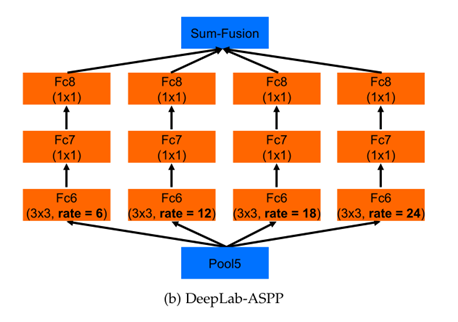 Sum-Fusion
Fc8 Fc8 Fc8 Fc8
(1x1) (1x1) (1x1) (1x1)
Fc7 Fc7 Fc7 Fc7
(1x1) (1x1) (1x1) (1x1)
Fc6 Fc6 Fc6 Fc6
(3x3, rate = 6) (3x3, rate = 12) (3x3, rate = 18) (3x3, rate = 24)
Pool5
(b) DeepLab-ASPP